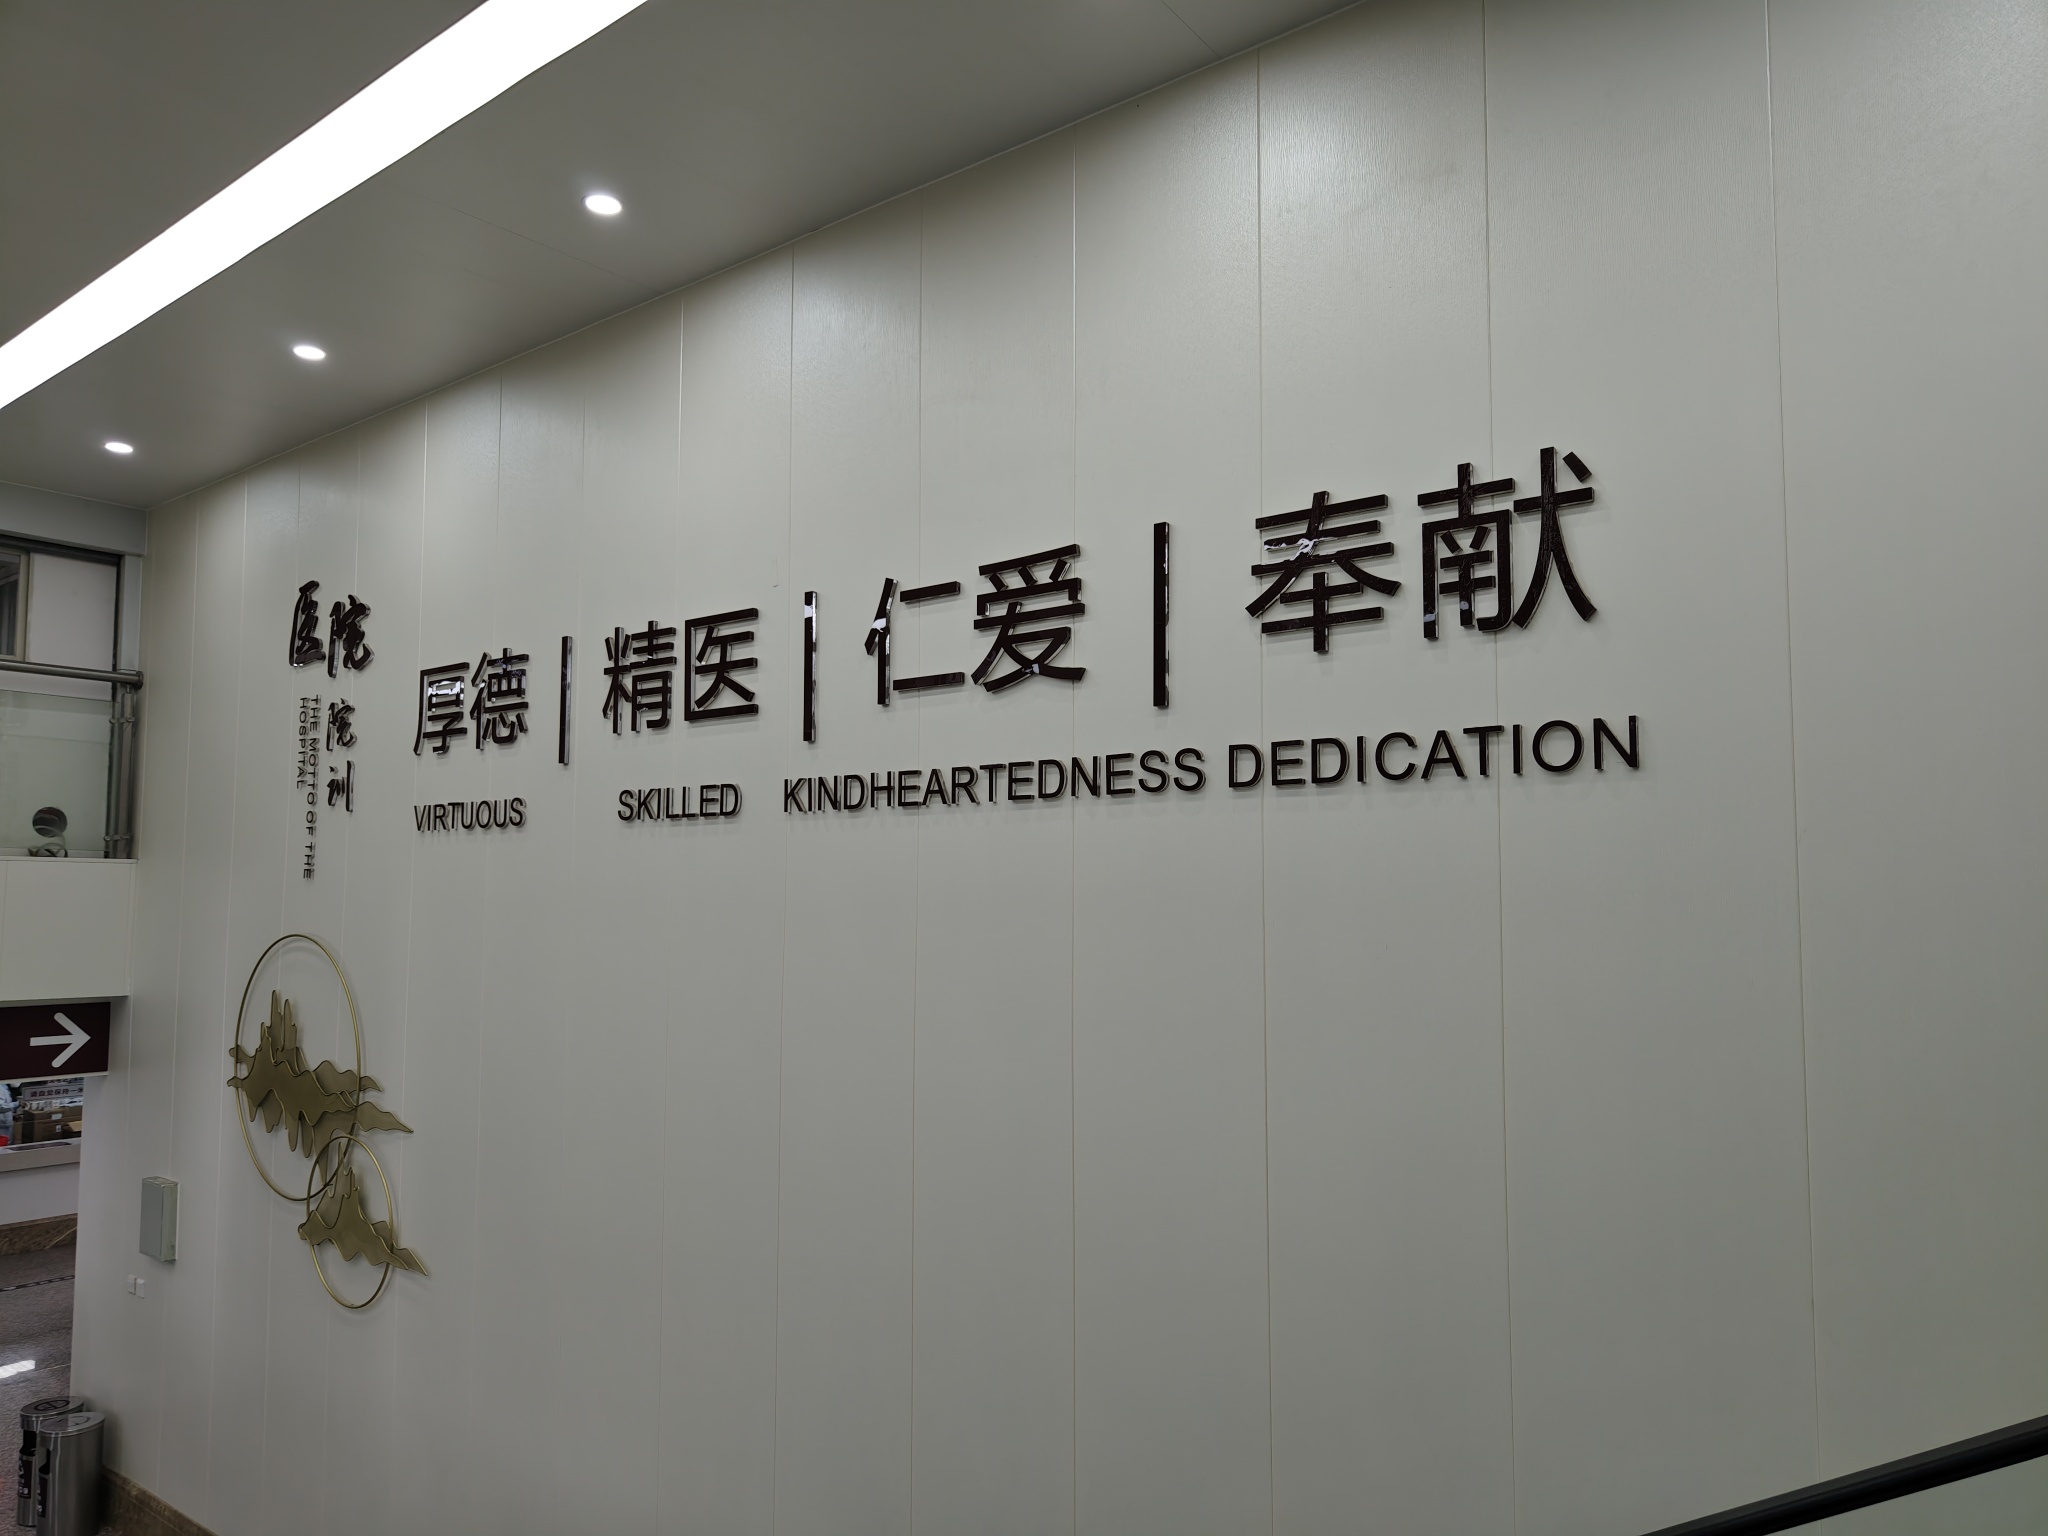 医院
院训
THE MOTTO OF THE
HOSPITAL
厚德 | 精医 | 仁爱 | 奉献
VIRTUOUS SKILLED KINDHEARTEDNESS DEDICATION